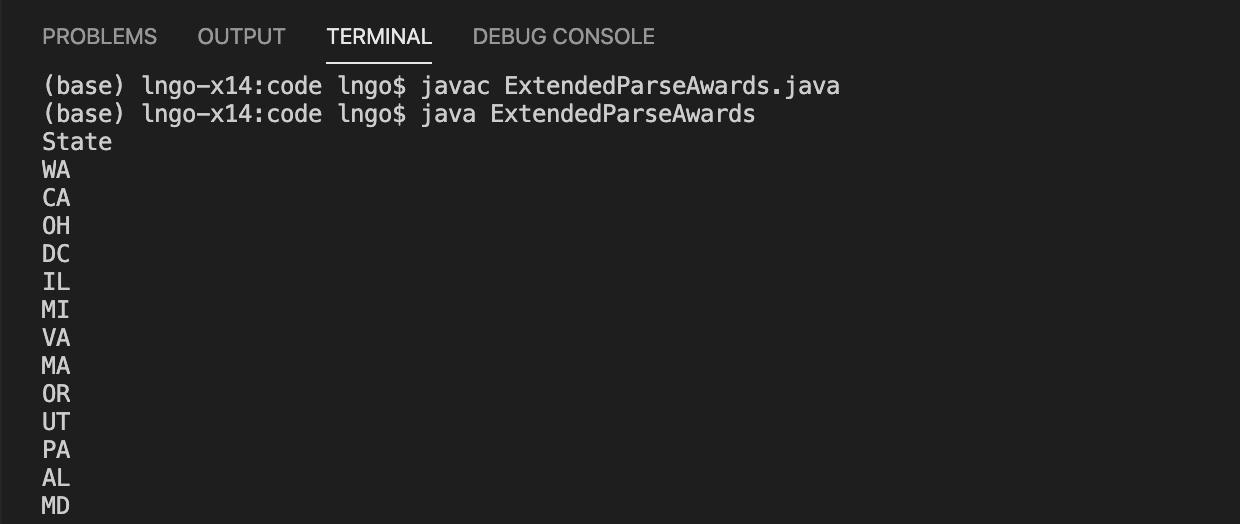 PROBLEMS OUTPUT TERMINAL DEBUG CONSOLE
(base) lngo-x14:code lngo$ javac ExtendedParseAwards.java
(base) lngo-x14:code lngo$ java ExtendedParseAwards
State
WA
CA
OH
DC
IL
MI
VA
MA
OR
UT
PA
AL
MD